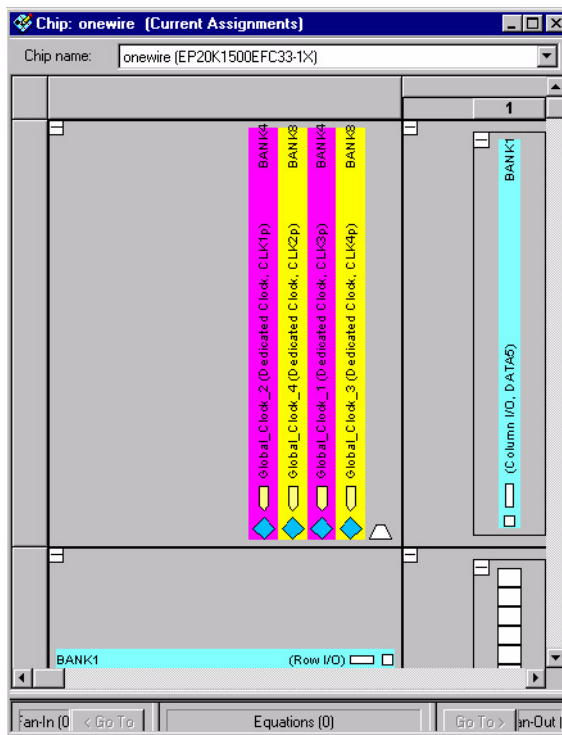 Chip: onewire (Current Assignments)
Chip name: onewire (EP20K1500EFC33-1X)
1
Global_Clock_2 (Dedicated Clock, CLK1p) BANK4
Global_Clock_4 (Dedicated Clock, CLK2p) BANK8
Global_Clock_1 (Dedicated Clock, CLK3p) BANK4
Global_Clock_3 (Dedicated Clock, CLK4p) BANK8
(Column I/O, DATA5) BANK1
BANK1 (Row I/O)
Fan-In (0 < Go To Equations (0) Go To > an-Out (